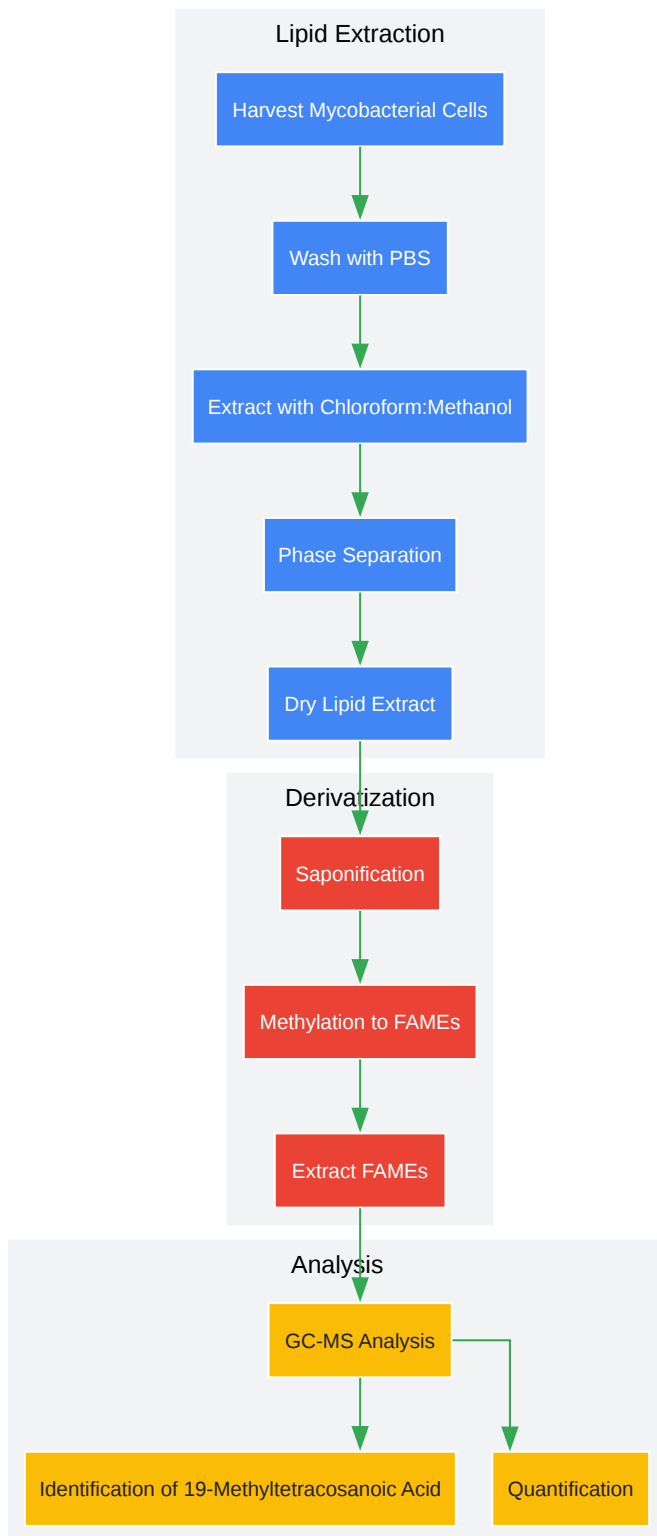 Lipid Extraction
Harvest Mycobacterial Cells
Wash with PBS
Extract with Chloroform:Methanol
Phase Separation
Dry Lipid Extract
Derivatization
Saponification
Methylation to FAMEs
Extract FAMEs
Analysis
GC-MS Analysis
Identification of 19-Methyltetracosanoic Acid
Quantification